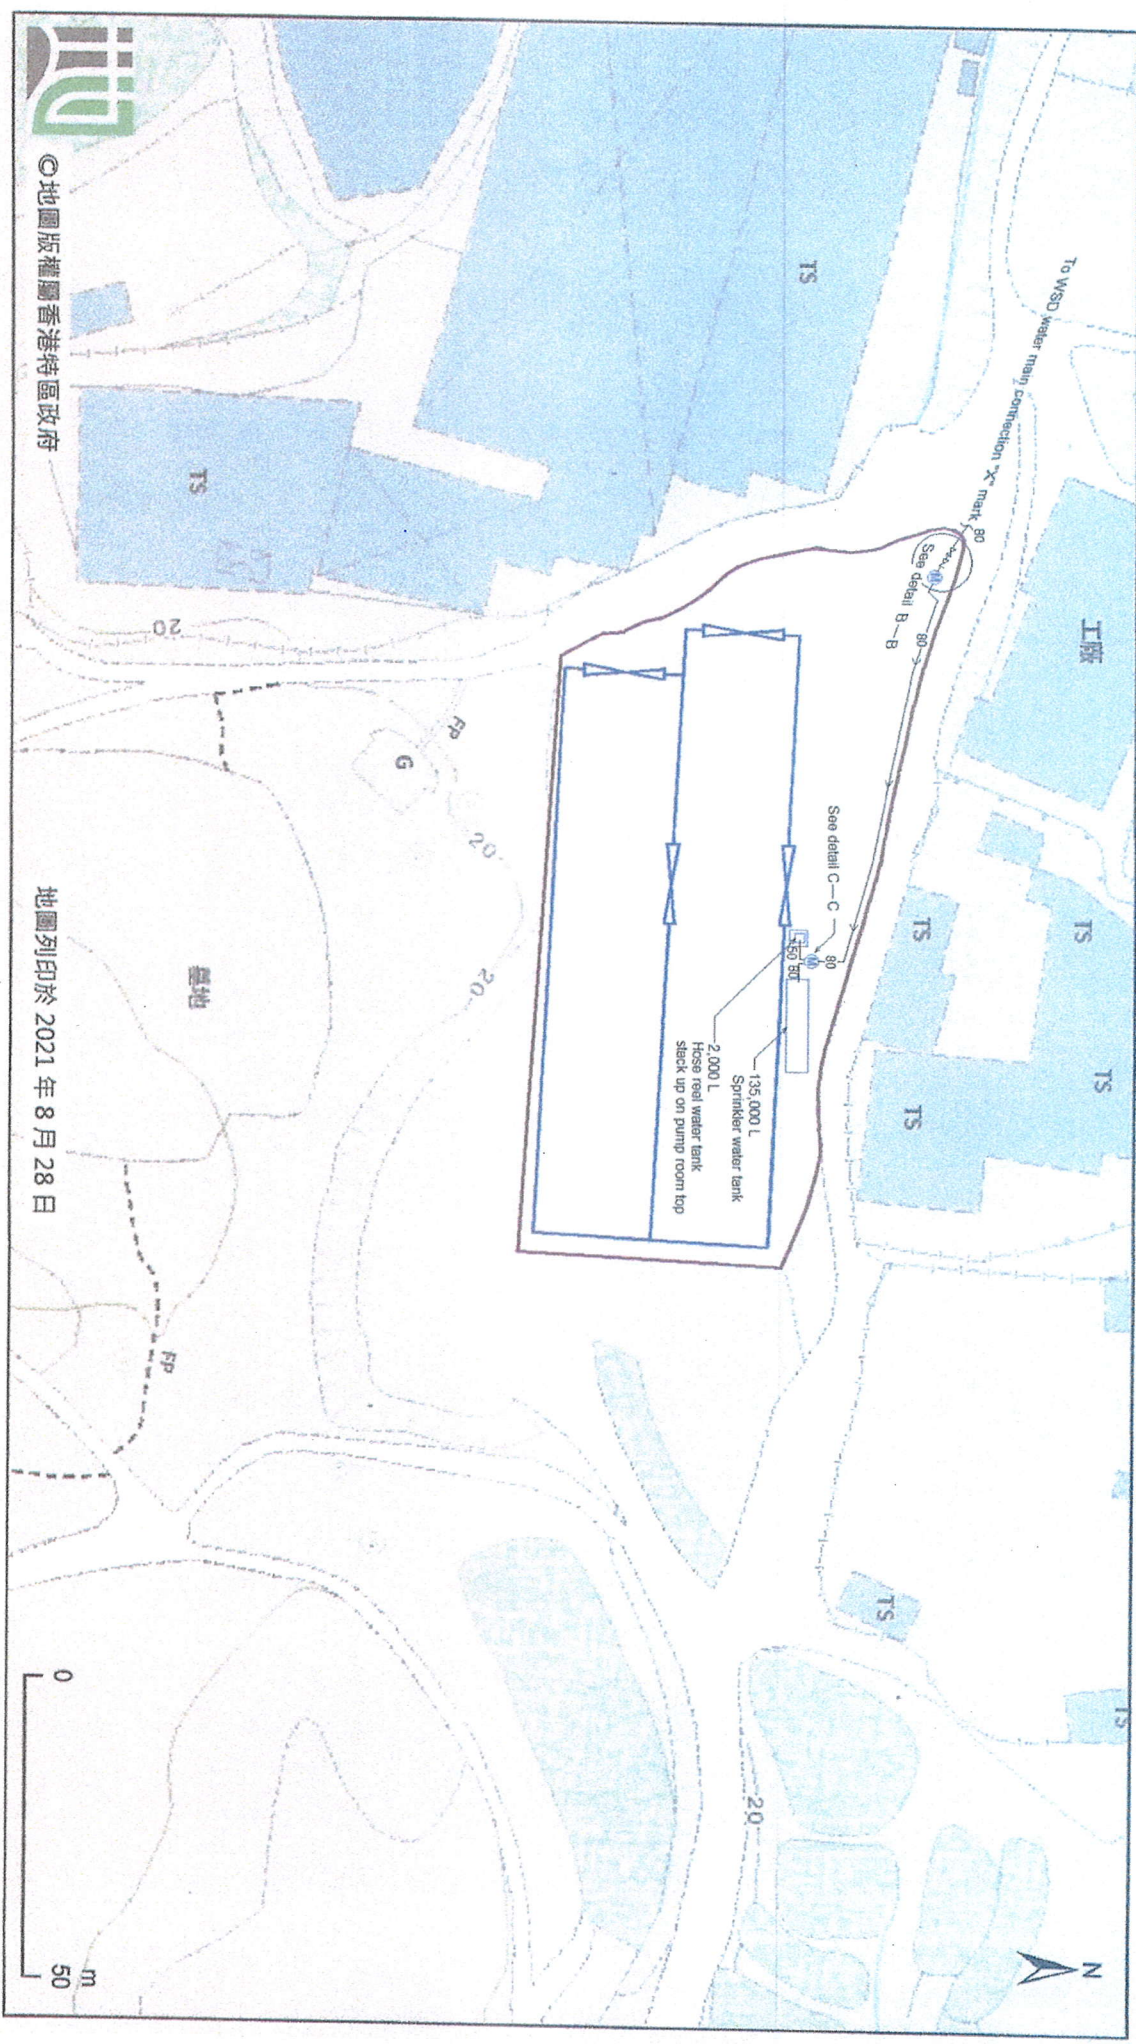 N
To WSD water main connection "X" mark
80
See detail B—B
80
工廠
TS
TS
TS
TS
TS
TS
TS
TS
See detail C—C
80
50
80
135,000 L
Sprinkler water tank
2,000 L
Hose reel water tank
stack up on pump room top
20
FP
G
20
20
20
墓地
FP
©地圖版權屬香港特區政府
地圖列印於 2021 年 8 月 28 日
0
50
m